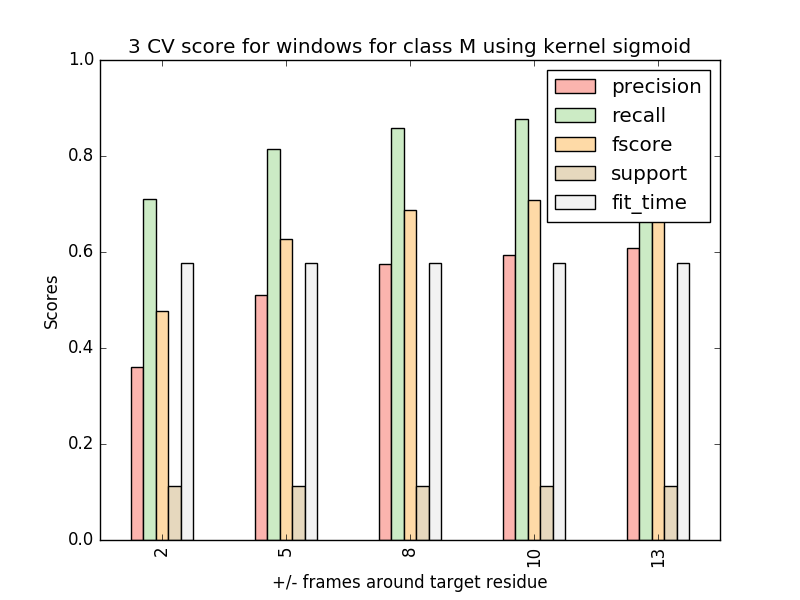 3 CV score for windows for class M using kernel sigmoid
1.0
0.8
0.6
0.4
0.2
0.0
Scores
precision
recall
fscore
support
fit_time
2
5
8
10
13
+/- frames around target residue